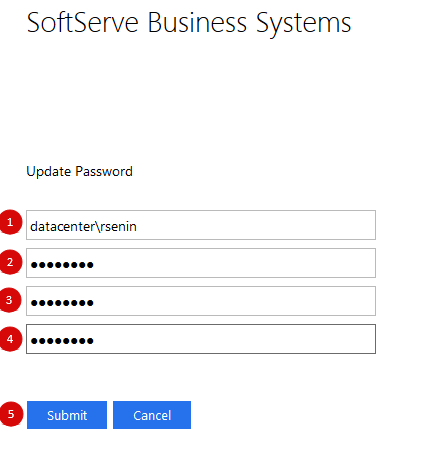 SoftServe Business Systems
Update Password
1 datacenter\rsenin
2 ●●●●●●●●
3 ●●●●●●●●
4 ●●●●●●●●
5 Submit Cancel